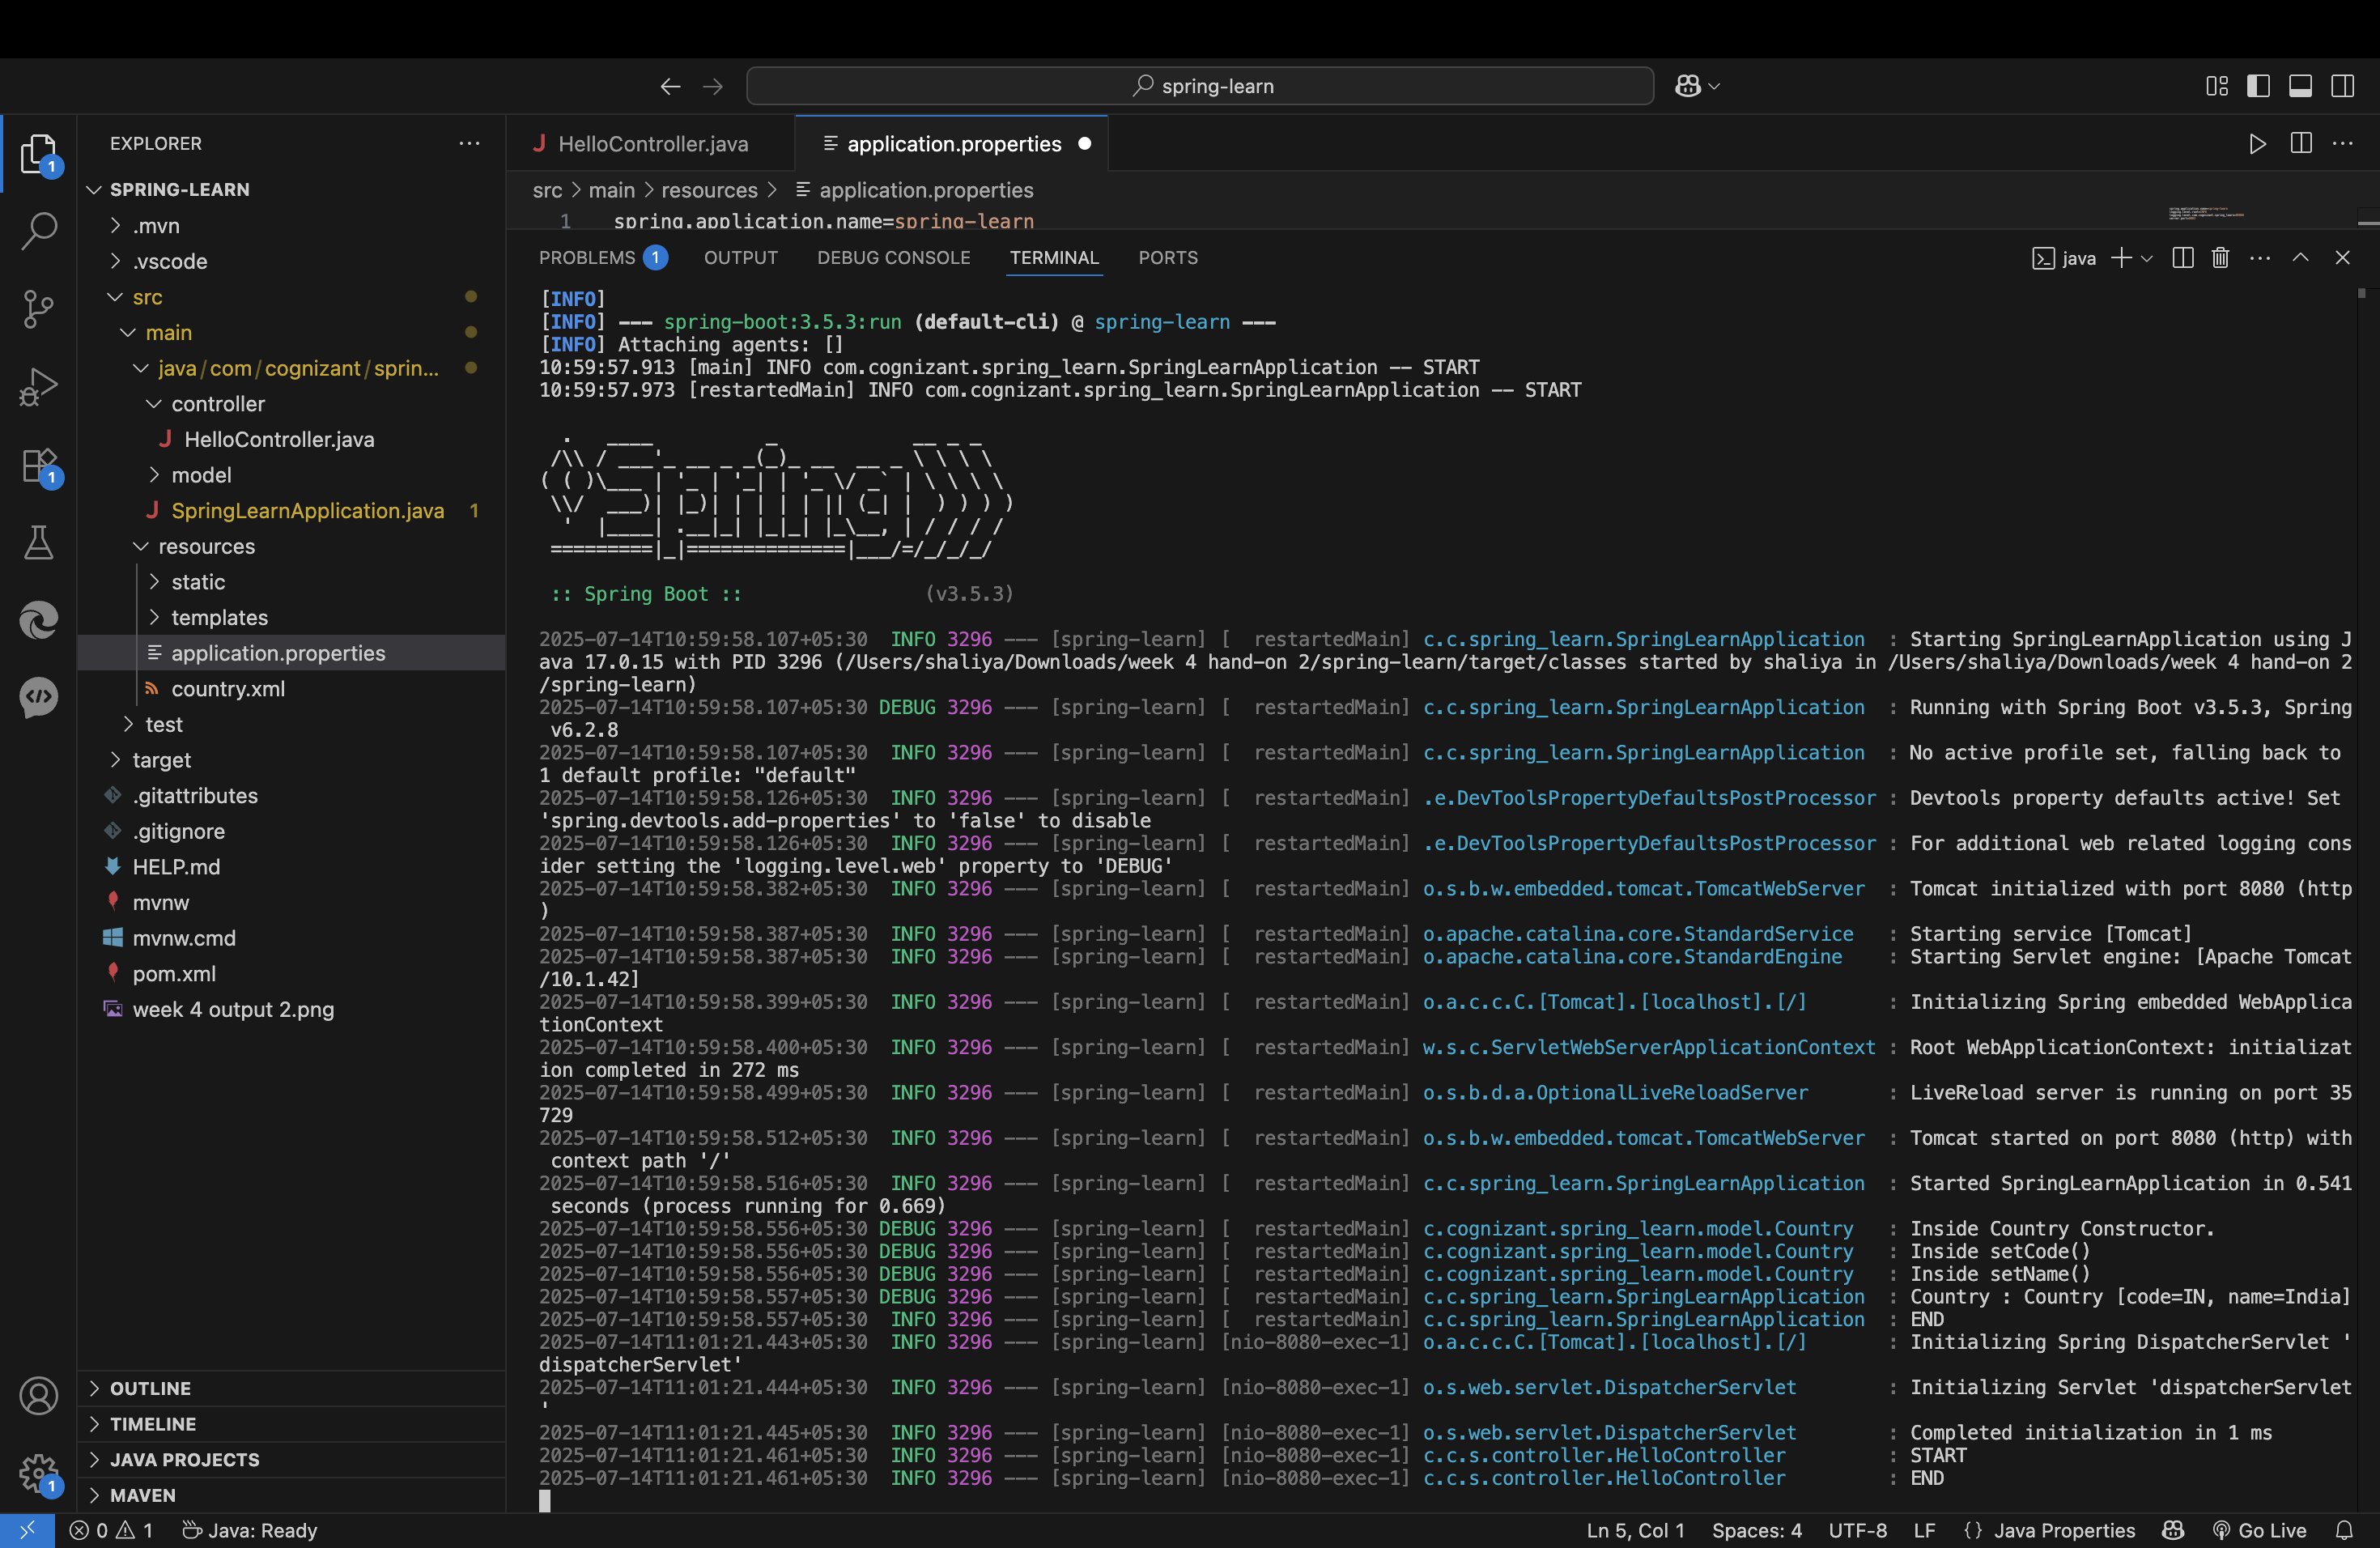 spring-learn
EXPLORER
HelloController.java
application.properties
SPRING-LEARN
src > main > resources > application.properties
1 spring.application.name=spring-learn
.mvn
.vscode
src
main
java/com/cognizant/sprin...
controller
HelloController.java
model
SpringLearnApplication.java 1
resources
static
templates
application.properties
country.xml
test
target
.gitattributes
.gitignore
HELP.md
mvnw
mvnw.cmd
pom.xml
week 4 output 2.png
OUTLINE
TIMELINE
JAVA PROJECTS
MAVEN
1
1
1
PROBLEMS 1 OUTPUT DEBUG CONSOLE TERMINAL PORTS
java
[INFO]
[INFO] --- spring-boot:3.5.3:run (default-cli) @ spring-learn ---
[INFO] Attaching agents: []
10:59:57.913 [main] INFO com.cognizant.spring_learn.SpringLearnApplication -- START
10:59:57.973 [restartedMain] INFO com.cognizant.spring_learn.SpringLearnApplication -- START
Spring
:: Spring Boot :: (v3.5.3)
2025-07-14T10:59:58.107+05:30 INFO 3296 --- [spring-learn] [ restartedMain] c.c.spring_learn.SpringLearnApplication : Starting SpringLearnApplication using J
ava 17.0.15 with PID 3296 (/Users/shaliya/Downloads/week 4 hand-on 2/spring-learn/target/classes started by shaliya in /Users/shaliya/Downloads/week 4 hand-on 2
/spring-learn)
2025-07-14T10:59:58.107+05:30 DEBUG 3296 --- [spring-learn] [ restartedMain] c.c.spring_learn.SpringLearnApplication : Running with Spring Boot v3.5.3, Spring
v6.2.8
2025-07-14T10:59:58.107+05:30 INFO 3296 --- [spring-learn] [ restartedMain] c.c.spring_learn.SpringLearnApplication : No active profile set, falling back to
1 default profile: "default"
2025-07-14T10:59:58.126+05:30 INFO 3296 --- [spring-learn] [ restartedMain] .e.DevToolsPropertyDefaultsPostProcessor : Devtools property defaults active! Set
'spring.devtools.add-properties' to 'false' to disable
2025-07-14T10:59:58.126+05:30 INFO 3296 --- [spring-learn] [ restartedMain] .e.DevToolsPropertyDefaultsPostProcessor : For additional web related logging cons
ider setting the 'logging.level.web' property to 'DEBUG'
2025-07-14T10:59:58.382+05:30 INFO 3296 --- [spring-learn] [ restartedMain] o.s.b.w.embedded.tomcat.TomcatWebServer : Tomcat initialized with port 8080 (http
)
2025-07-14T10:59:58.387+05:30 INFO 3296 --- [spring-learn] [ restartedMain] o.apache.catalina.core.StandardService : Starting service [Tomcat]
2025-07-14T10:59:58.387+05:30 INFO 3296 --- [spring-learn] [ restartedMain] o.apache.catalina.core.StandardEngine : Starting Servlet engine: [Apache Tomcat
/10.1.42]
2025-07-14T10:59:58.399+05:30 INFO 3296 --- [spring-learn] [ restartedMain] o.a.c.c.C.[Tomcat].[localhost].[/] : Initializing Spring embedded WebApplica
tionContext
2025-07-14T10:59:58.400+05:30 INFO 3296 --- [spring-learn] [ restartedMain] w.s.c.ServletWebServerApplicationContext : Root WebApplicationContext: initializat
ion completed in 272 ms
2025-07-14T10:59:58.499+05:30 INFO 3296 --- [spring-learn] [ restartedMain] o.s.b.d.a.OptionalLiveReloadServer : LiveReload server is running on port 35
729
2025-07-14T10:59:58.512+05:30 INFO 3296 --- [spring-learn] [ restartedMain] o.s.b.w.embedded.tomcat.TomcatWebServer : Tomcat started on port 8080 (http) with
context path '/'
2025-07-14T10:59:58.516+05:30 INFO 3296 --- [spring-learn] [ restartedMain] c.c.spring_learn.SpringLearnApplication : Started SpringLearnApplication in 0.541
seconds (process running for 0.669)
2025-07-14T10:59:58.556+05:30 DEBUG 3296 --- [spring-learn] [ restartedMain] c.cognizant.spring_learn.model.Country : Inside Country Constructor.
2025-07-14T10:59:58.556+05:30 DEBUG 3296 --- [spring-learn] [ restartedMain] c.cognizant.spring_learn.model.Country : Inside setCode()
2025-07-14T10:59:58.556+05:30 DEBUG 3296 --- [spring-learn] [ restartedMain] c.cognizant.spring_learn.model.Country : Inside setName()
2025-07-14T10:59:58.557+05:30 DEBUG 3296 --- [spring-learn] [ restartedMain] c.c.spring_learn.SpringLearnApplication : Country : Country [code=IN, name=India]
2025-07-14T10:59:58.557+05:30 INFO 3296 --- [spring-learn] [ restartedMain] c.c.spring_learn.SpringLearnApplication : END
2025-07-14T11:01:21.443+05:30 INFO 3296 --- [spring-learn] [nio-8080-exec-1] o.a.c.c.C.[Tomcat].[localhost].[/] : Initializing Spring DispatcherServlet '
dispatcherServlet'
2025-07-14T11:01:21.444+05:30 INFO 3296 --- [spring-learn] [nio-8080-exec-1] o.s.web.servlet.DispatcherServlet : Initializing Servlet 'dispatcherServlet
'
2025-07-14T11:01:21.445+05:30 INFO 3296 --- [spring-learn] [nio-8080-exec-1] o.s.web.servlet.DispatcherServlet : Completed initialization in 1 ms
2025-07-14T11:01:21.461+05:30 INFO 3296 --- [spring-learn] [nio-8080-exec-1] c.c.s.controller.HelloController : START
2025-07-14T11:01:21.461+05:30 INFO 3296 --- [spring-learn] [nio-8080-exec-1] c.c.s.controller.HelloController : END
0 1 Java: Ready Ln 5, Col 1 Spaces: 4 UTF-8 LF {} Java Properties Go Live